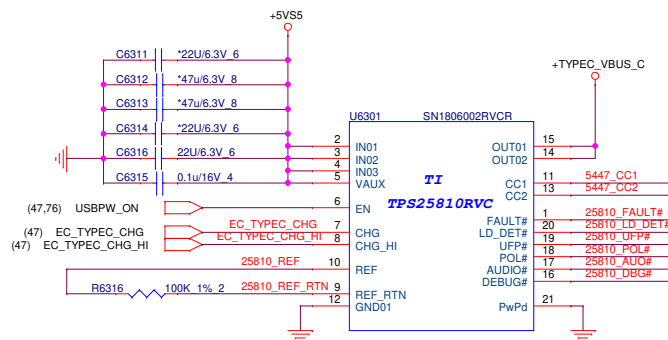 +5VS5
C6311 *22U/6.3V_6
+TYPEC_VBUS_C
C6312 *47u/6.3V_8
C6313 *47u/6.3V_8
U6301 SN1806002RVCR
C6314 *22U/6.3V_6
2 IN01 OUT01 15
C6316 22U/6.3V_6
3 IN02 OUT02 14
4 IN03
TI
C6315 0.1u/16V_4
5 VAUX CC1 11 5447_CC1
TPS25810RVC
CC2 13 5447_CC2
(47,76) USBPW_ON 6 EN
FAULT# 1 25810_FAULT#
(47) EC_TYPEC_CHG EC_TYPEC_CHG 7 CHG LD_DET# 20 25810_LD_DET#
(47) EC_TYPEC_CHG_HI EC_TYPEC_CHG_HI 8 CHG_HI UFP# 19 25810_UFP#
POL# 18 25810_POL#
25810_REF 10 REF AUDIO# 17 25810_AUO#
DEBUG# 16 25810_DBG#
R6316 100K_1%_2 25810_REF_RTN 9 REF_RTN
12 GND01 PwPd 21